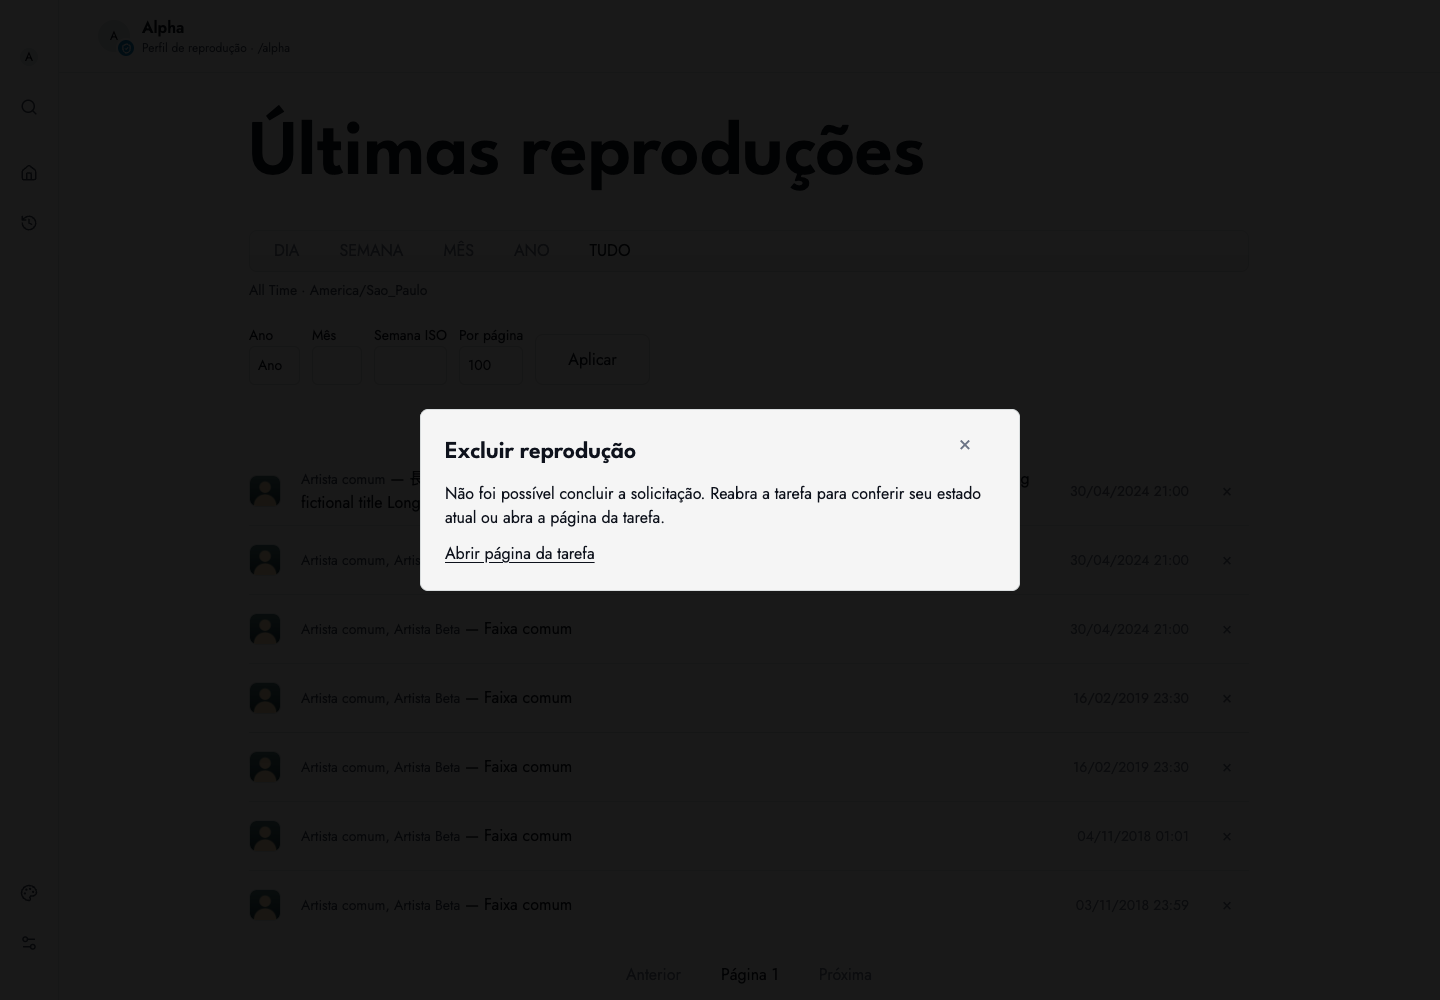 A
Alpha
Perfil de reprodução · /alpha
A
Últimas reproduções
DIA SEMANA MÊS ANO TUDO
All Time · America/Sao_Paulo
Ano Mês Semana ISO Por página
Ano 100 Aplicar
Excluir reprodução
Não foi possível concluir a solicitação. Reabra a tarefa para conferir seu estado
atual ou abra a página da tarefa.
Abrir página da tarefa
Artista comum — 30/04/2024 21:00
fictional title Long
Artista comum, 30/04/2024 21:00
Artista comum, Artista Beta — Faixa comum 30/04/2024 21:00
Artista comum, Artista Beta — Faixa comum 16/02/2019 23:30
Artista comum, Artista Beta — Faixa comum 16/02/2019 23:30
Artista comum, Artista Beta — Faixa comum 04/11/2018 01:01
Artista comum, Artista Beta — Faixa comum 03/11/2018 23:59
Anterior Página 1 Próxima